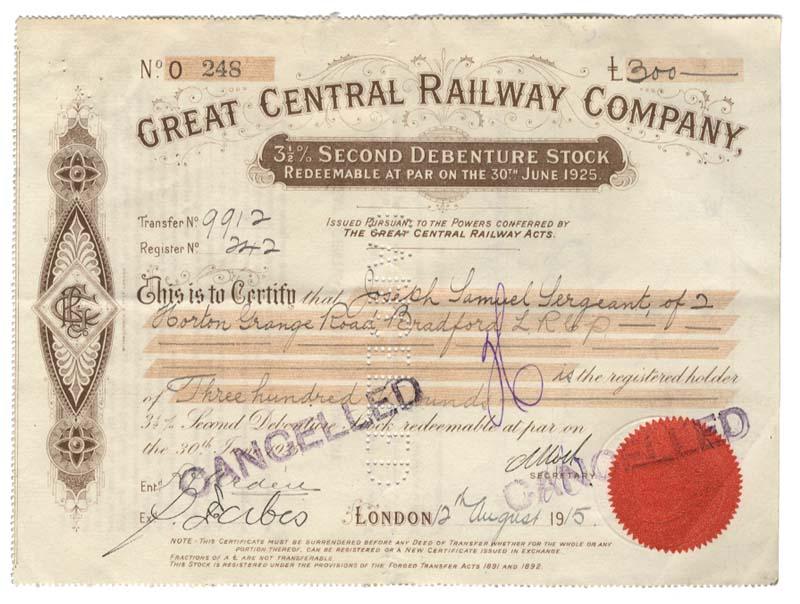 No. O 248
£300
GREAT CENTRAL RAILWAY COMPANY,
3½% SECOND DEBENTURE STOCK
REDEEMABLE AT PAR ON THE 30TH JUNE 1925.
Transfer No. 9912
Register No. 242
ISSUED PURSUANT TO THE POWERS CONFERRED BY
THE GREAT CENTRAL RAILWAY ACTS.
This is to Certify that Joseph Samuel Sergeant, of 2
Horton Grange Road, Bradford L.R.C.P.
is the registered holder
of Three hundred Pounds
3½% Second Debenture Stock redeemable at par on
the 30th June
CANCELLED
CANCELLED
SECRETARY
Entd.
Exd. S. Forbes
LONDON 12th August 1915.
NOTE - THIS CERTIFICATE MUST BE SURRENDERED BEFORE ANY DEED OF TRANSFER WHETHER FOR THE WHOLE OR ANY
PORTION THEREOF, CAN BE REGISTERED OR A NEW CERTIFICATE ISSUED IN EXCHANGE.
FRACTIONS OF A £ ARE NOT TRANSFERABLE.
THIS STOCK IS REGISTERED UNDER THE PROVISIONS OF THE FORGED TRANSFER ACTS 1891 AND 1892.